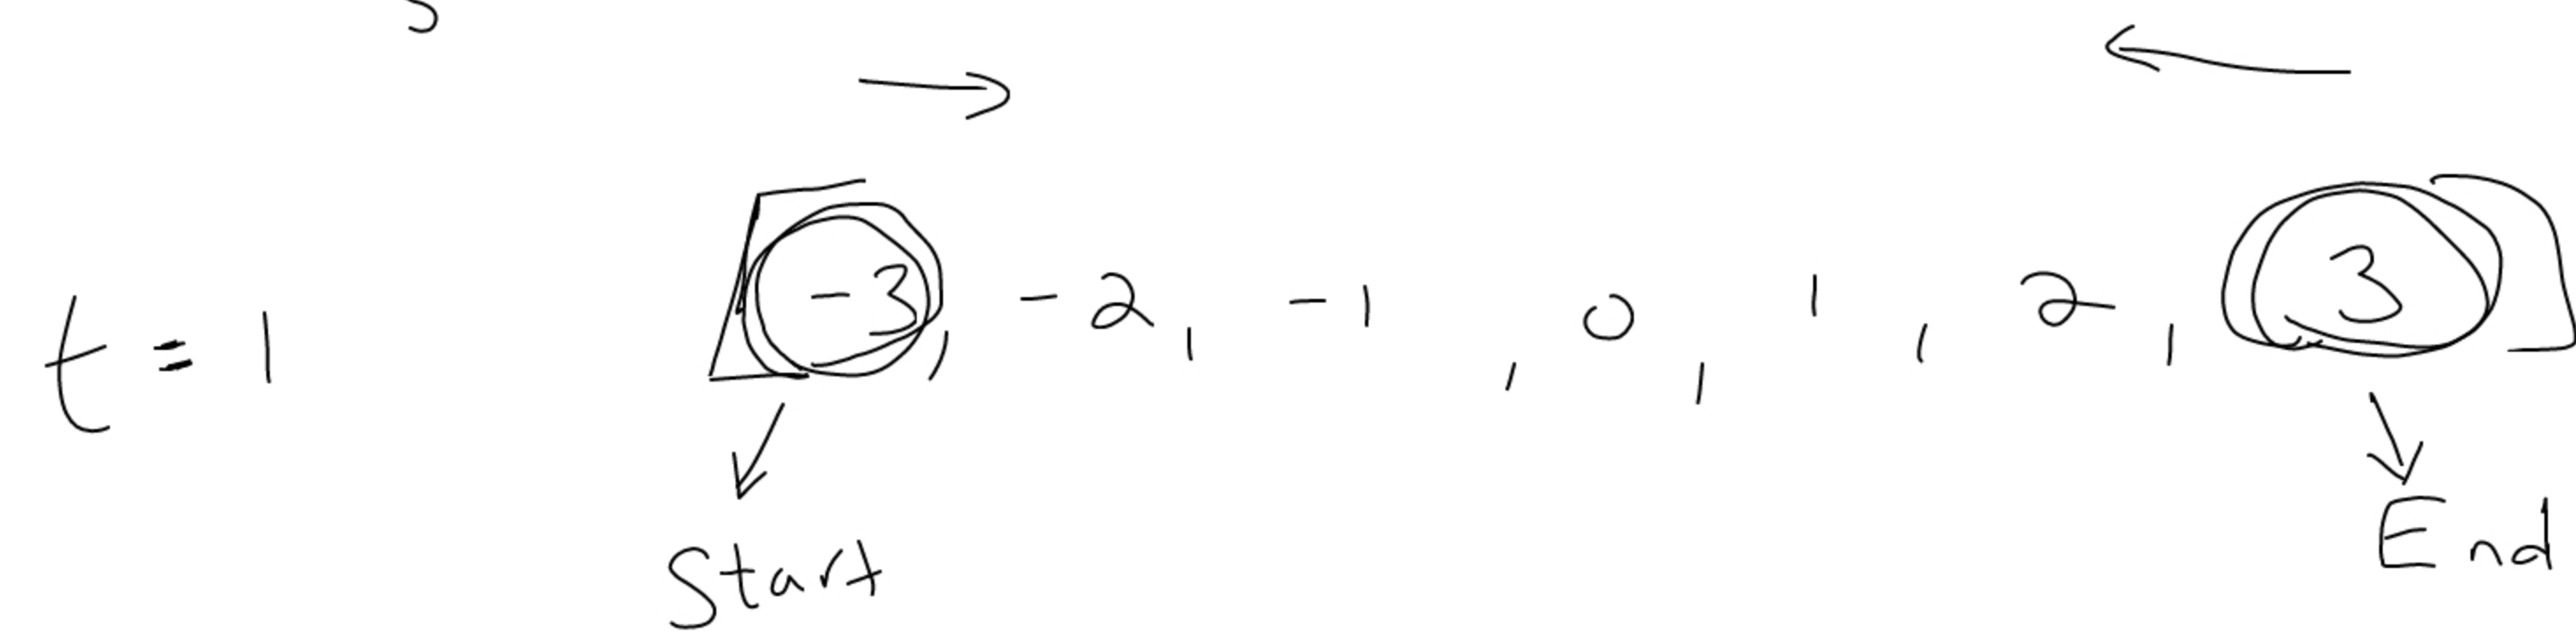 t = 1 [-3, -2, -1, 0, 1, 2, 3]
Start End